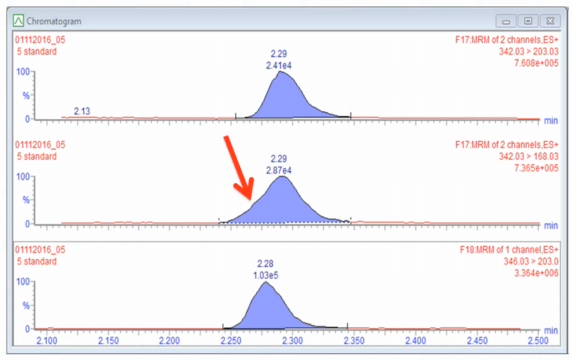 Chromatogram
01112016_05
5 standard
F17:MRM of 2 channels,ES+
342.03 > 203.03
7.608e+005
2.29
2.41e4
100
%
0
2.13
min
01112016_05
5 standard
F17:MRM of 2 channels,ES+
342.03 > 168.03
7.365e+005
2.29
2.87e4
100
%
0
min
01112016_05
5 standard
F18:MRM of 1 channel,ES+
346.03 > 203.0
3.364e+006
2.28
1.03e5
100
%
0
min
2.100 2.150 2.200 2.250 2.300 2.350 2.400 2.450 2.500